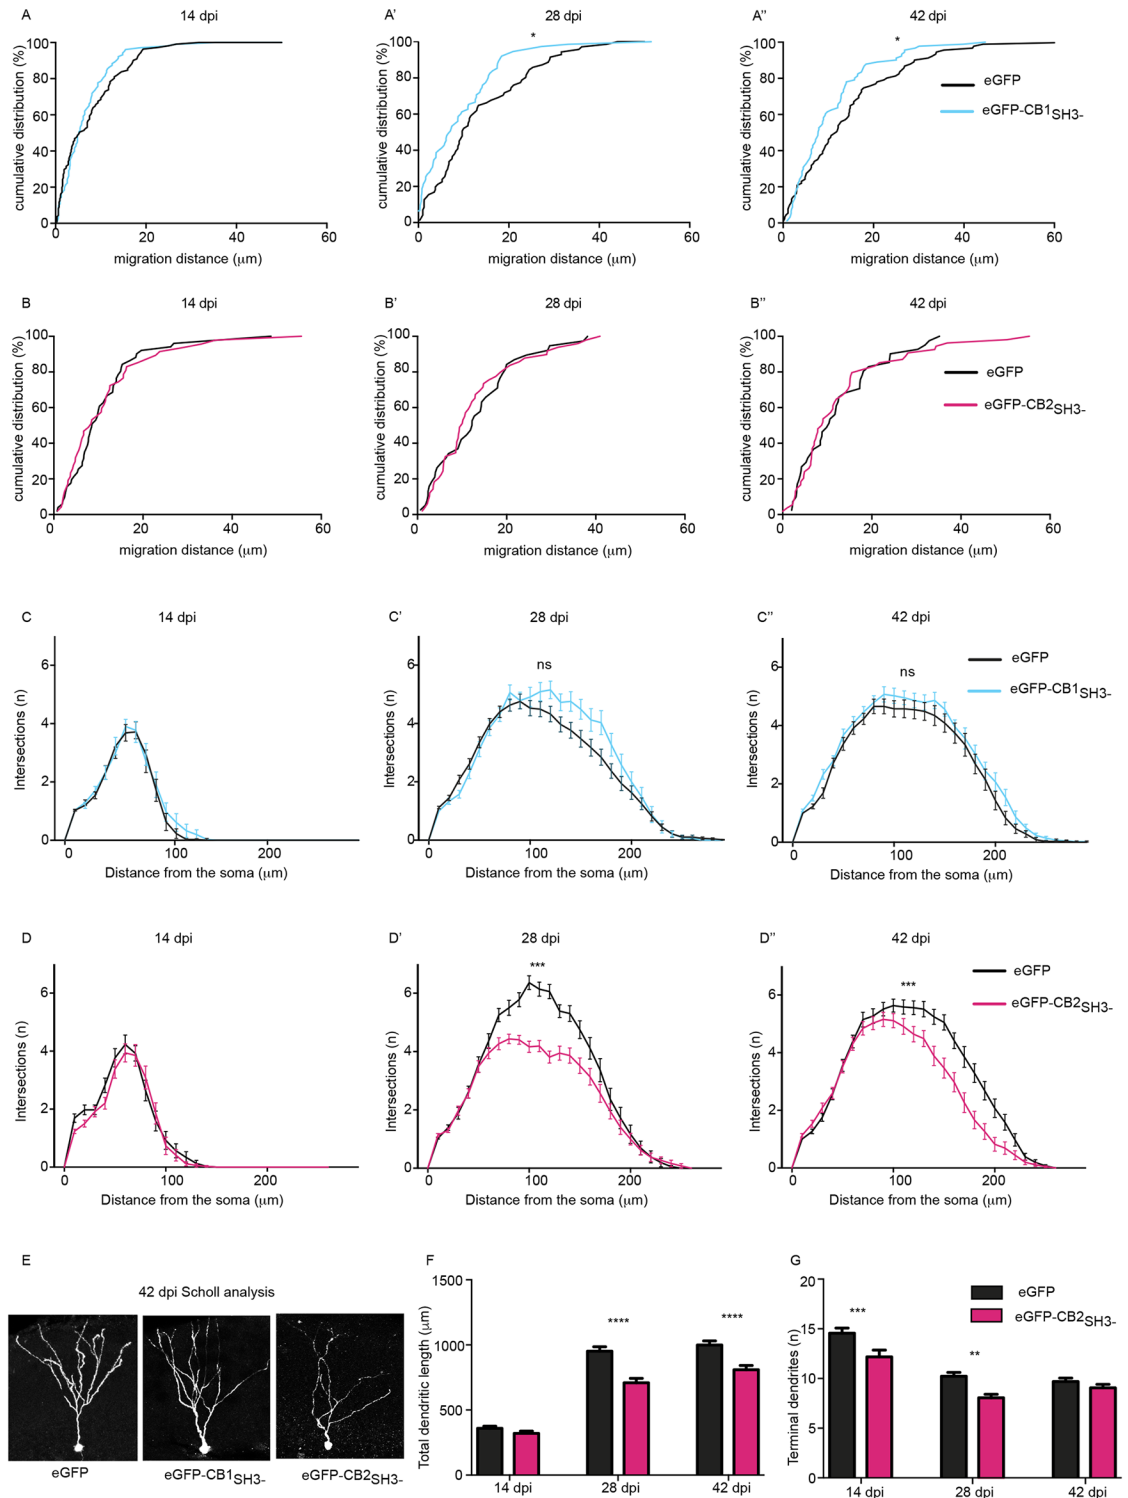 A 14 dpi A' 28 dpi A" 42 dpi
cumulative distribution (%)
100
80
60
40
20
0
0 20 40 60
migration distance (μm)
cumulative distribution (%)
100
80
60
40
20
0
*
0 20 40 60
migration distance (μm)
cumulative distribution (%)
100
80
60
40
20
0
*
0 20 40 60
migration distance (μm)
eGFP
eGFP-CB1SH3-
B 14 dpi B' 28 dpi B" 42 dpi
cumulative distribution (%)
100
80
60
40
20
0
0 20 40 60
migration distance (μm)
cumulative distribution (%)
100
80
60
40
20
0
0 20 40 60
migration distance (μm)
cumulative distribution (%)
100
80
60
40
20
0
0 20 40 60
migration distance (μm)
eGFP
eGFP-CB2SH3-
C 14 dpi C' 28 dpi C" 42 dpi
Intersections (n)
6
4
2
0
0 100 200
Distance from the soma (μm)
Intersections (n)
6
4
2
0
ns
0 100 200
Distance from the soma (μm)
Intersections (n)
6
4
2
0
ns
0 100 200
Distance from the soma (μm)
eGFP
eGFP-CB1SH3-
D 14 dpi D' 28 dpi D" 42 dpi
Intersections (n)
6
4
2
0
0 100 200
Distance from the soma (μm)
Intersections (n)
6
4
2
0
***
0 100 200
Distance from the soma (μm)
Intersections (n)
6
4
2
0
***
0 100 200
Distance from the soma (μm)
eGFP
eGFP-CB2SH3-
E
42 dpi Scholl analysis
eGFP eGFP-CB1SH3- eGFP-CB2SH3-
F
Total dendritic length (μm)
1500
1000
500
0
****
****
14 dpi 28 dpi 42 dpi
G
Terminal dendrites (n)
20
15
10
5
0
***
**
14 dpi 28 dpi 42 dpi
eGFP
eGFP-CB2SH3-